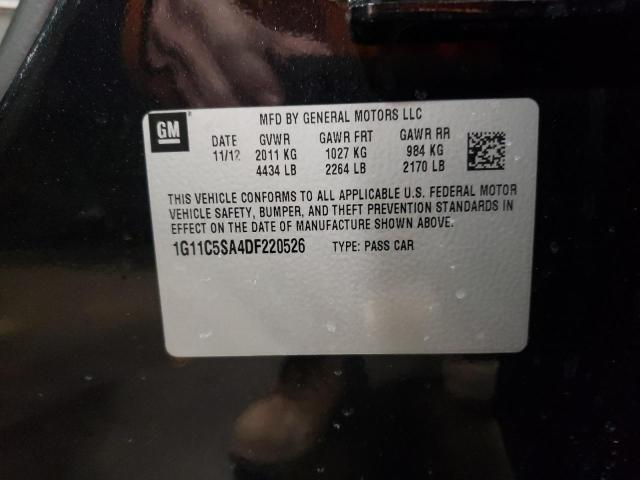 GM
MFD BY GENERAL MOTORS LLC
DATE GVWR GAWR FRT GAWR RR
11/12 2011 KG 1027 KG 984 KG
4434 LB 2264 LB 2170 LB
THIS VEHICLE CONFORMS TO ALL APPLICABLE U.S. FEDERAL MOTOR
VEHICLE SAFETY, BUMPER, AND THEFT PREVENTION STANDARDS IN
EFFECT ON THE DATE OF MANUFACTURE SHOWN ABOVE.
1G11C5SA4DF220526 TYPE: PASS CAR